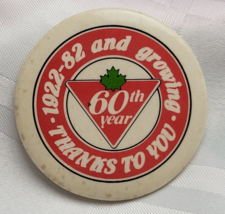 1922-82 and growing
60th
year
THANKS TO YOU